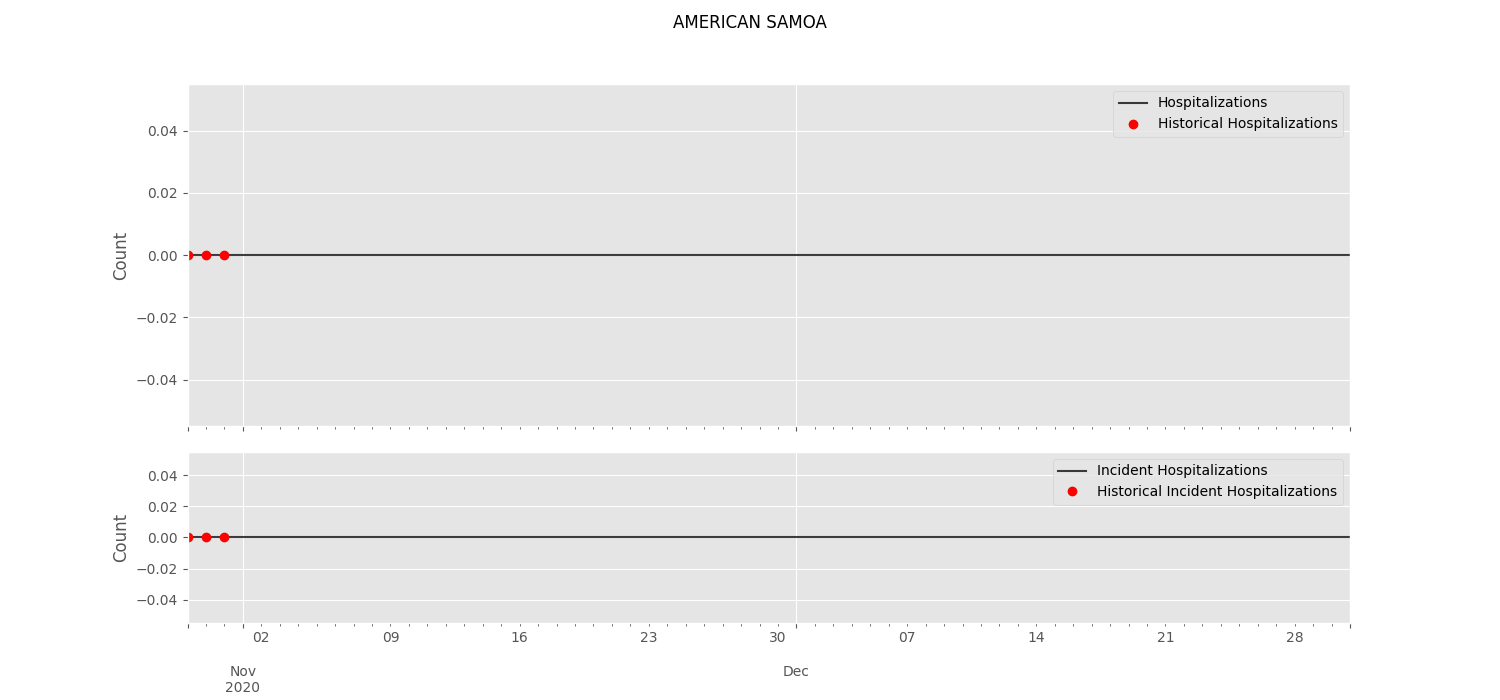 AMERICAN SAMOA
Hospitalizations
Historical Hospitalizations
0.04
0.02
0.00
−0.02
−0.04
Count
Incident Hospitalizations
Historical Incident Hospitalizations
0.04
0.02
0.00
−0.02
−0.04
Count
02 09 16 23 30 07 14 21 28
Nov Dec
2020